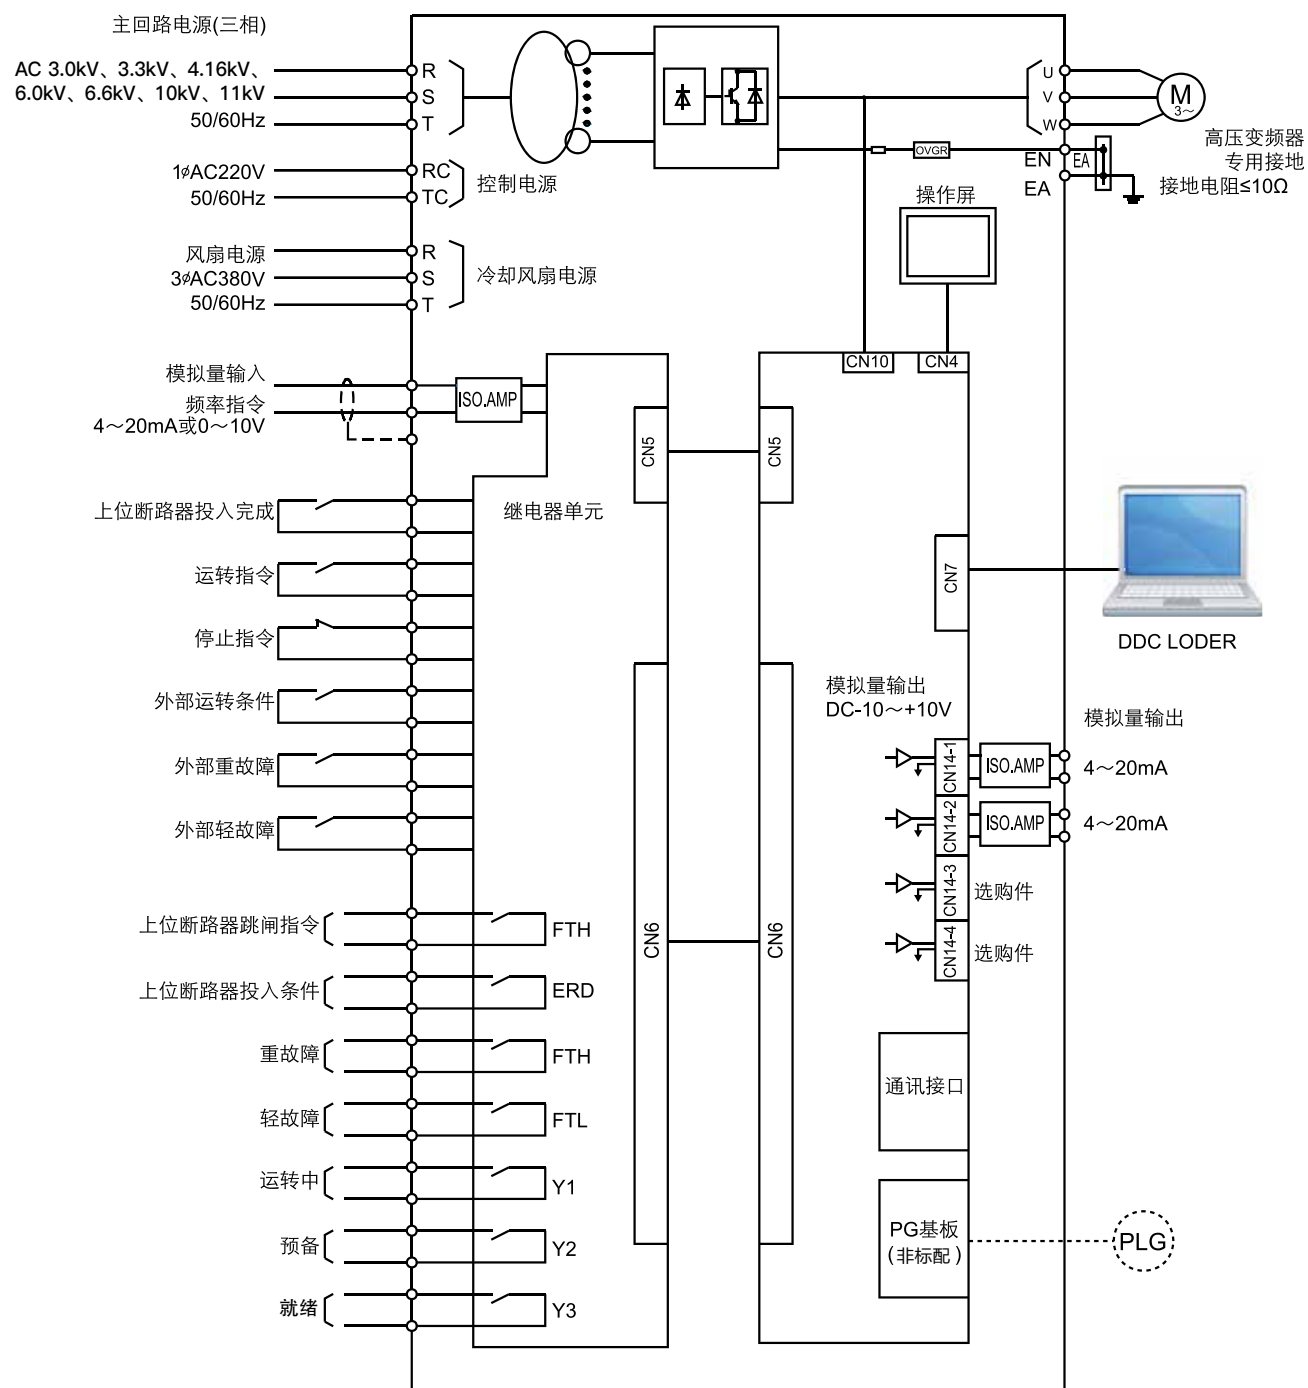 主回路电源(三相)
AC 3.0kV、3.3kV、4.16kV、
6.0kV、6.6kV、10kV、11kV
50/60Hz
R
S
T
U
V
W
M
3～
1φAC220V
50/60Hz
RC
TC
控制电源
OVGR
EN
EA
EA
高压变频器
专用接地
接地电阻≤10Ω
操作屏
风扇电源
3φAC380V
50/60Hz
R
S
T
冷却风扇电源
模拟量输入
频率指令
4～20mA或0～10V
ISO.AMP
CN10
CN4
CN5
CN5
继电器单元
上位断路器投入完成
运转指令
停止指令
外部运转条件
外部重故障
外部轻故障
CN7
DDC LODER
模拟量输出
DC-10～+10V
模拟量输出
CN14-1
ISO.AMP
4～20mA
CN14-2
ISO.AMP
4～20mA
CN14-3
选购件
CN14-4
选购件
CN6
CN6
上位断路器跳闸指令
FTH
上位断路器投入条件
ERD
重故障
FTH
轻故障
FTL
运转中
Y1
预备
Y2
就绪
Y3
通讯接口
PG基板
(非标配)
PLG